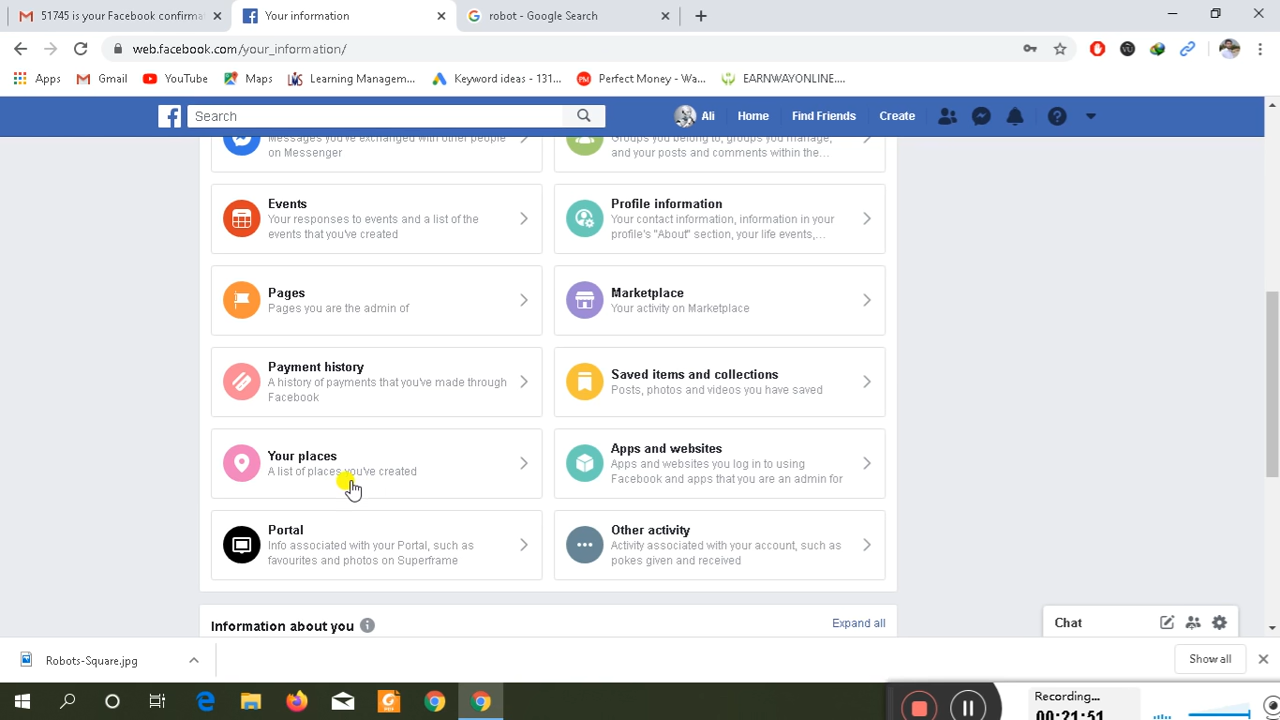 51745 is your Facebook confirma
Your information
robot - Google Search
web.facebook.com/your_information/
Apps
Gmail
YouTube
Maps
Learning Managem...
Keyword ideas - 131...
Perfect Money - Wa...
EARNWAYONLINE....
Search
Ali
Home
Find Friends
Create
Messages you've exchanged with other people
on Messenger
Groups you belong to, groups you manage,
and your posts and comments within the...
Events
Your responses to events and a list of the
events that you've created
Profile information
Your contact information, information in your
profile's "About" section, your life events,...
Pages
Pages you are the admin of
Marketplace
Your activity on Marketplace
Payment history
A history of payments that you've made through
Facebook
Saved items and collections
Posts, photos and videos you have saved
Your places
A list of places you've created
Apps and websites
Apps and websites you log in to using
Facebook and apps that you are an admin for
Portal
Info associated with your Portal, such as
favourites and photos on Superframe
Other activity
Activity associated with your account, such as
pokes given and received
Information about you
Expand all
Chat
Robots-Square.jpg
Show all
Recording...
00:21:51